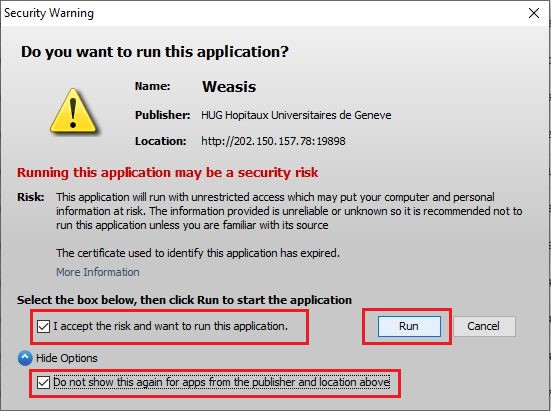 Security Warning
Do you want to run this application?
Name: Weasis
Publisher: HUG Hopitaux Universitaires de Geneve
Location: http://202.150.157.78:19898
Running this application may be a security risk
Risk: This application will run with unrestricted access which may put your computer and personal
information at risk. The information provided is unreliable or unknown so it is recommended not to
run this application unless you are familiar with its source
The certificate used to identify this application has expired.
More Information
Select the box below, then click Run to start the application
I accept the risk and want to run this application.
Run
Cancel
Hide Options
Do not show this again for apps from the publisher and location above